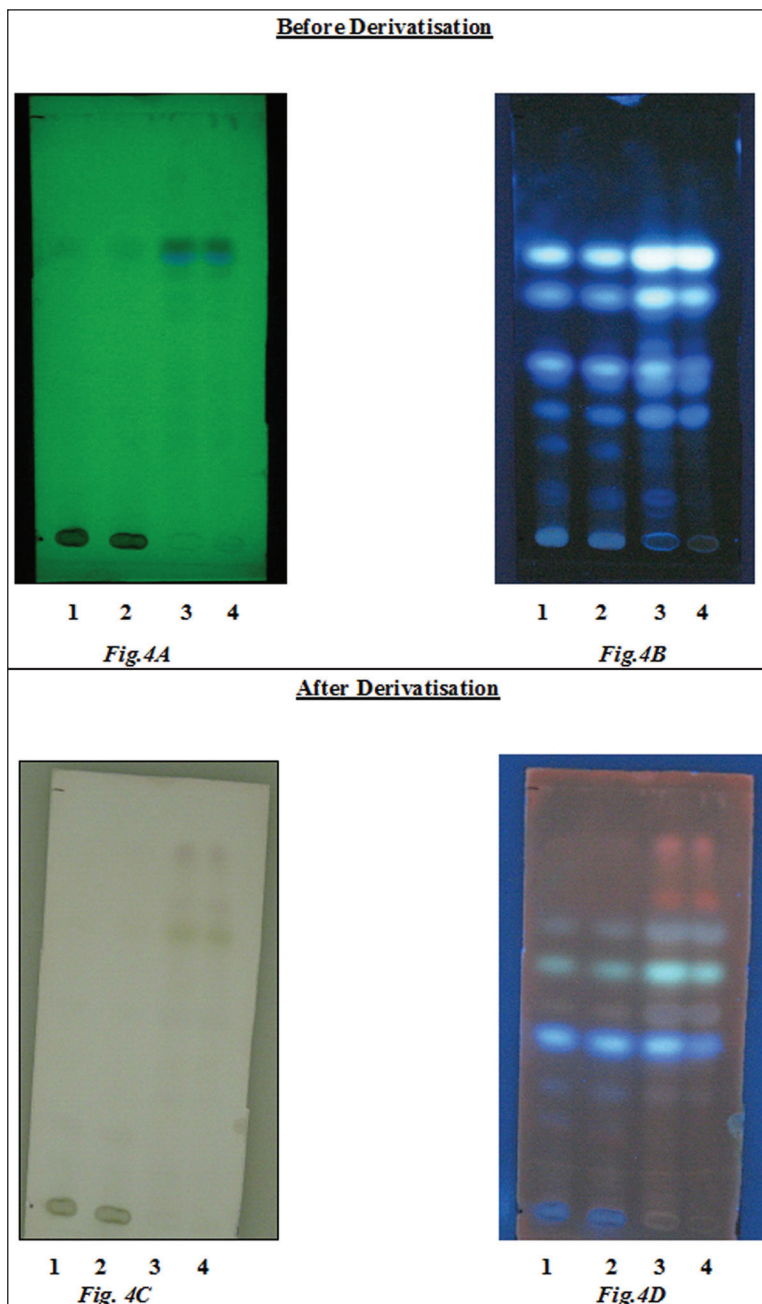 Before Derivatisation
1 2 3 4
1 2 3 4
Fig.4A
Fig.4B
After Derivatisation
1 2 3 4
1 2 3 4
Fig. 4C
Fig.4D